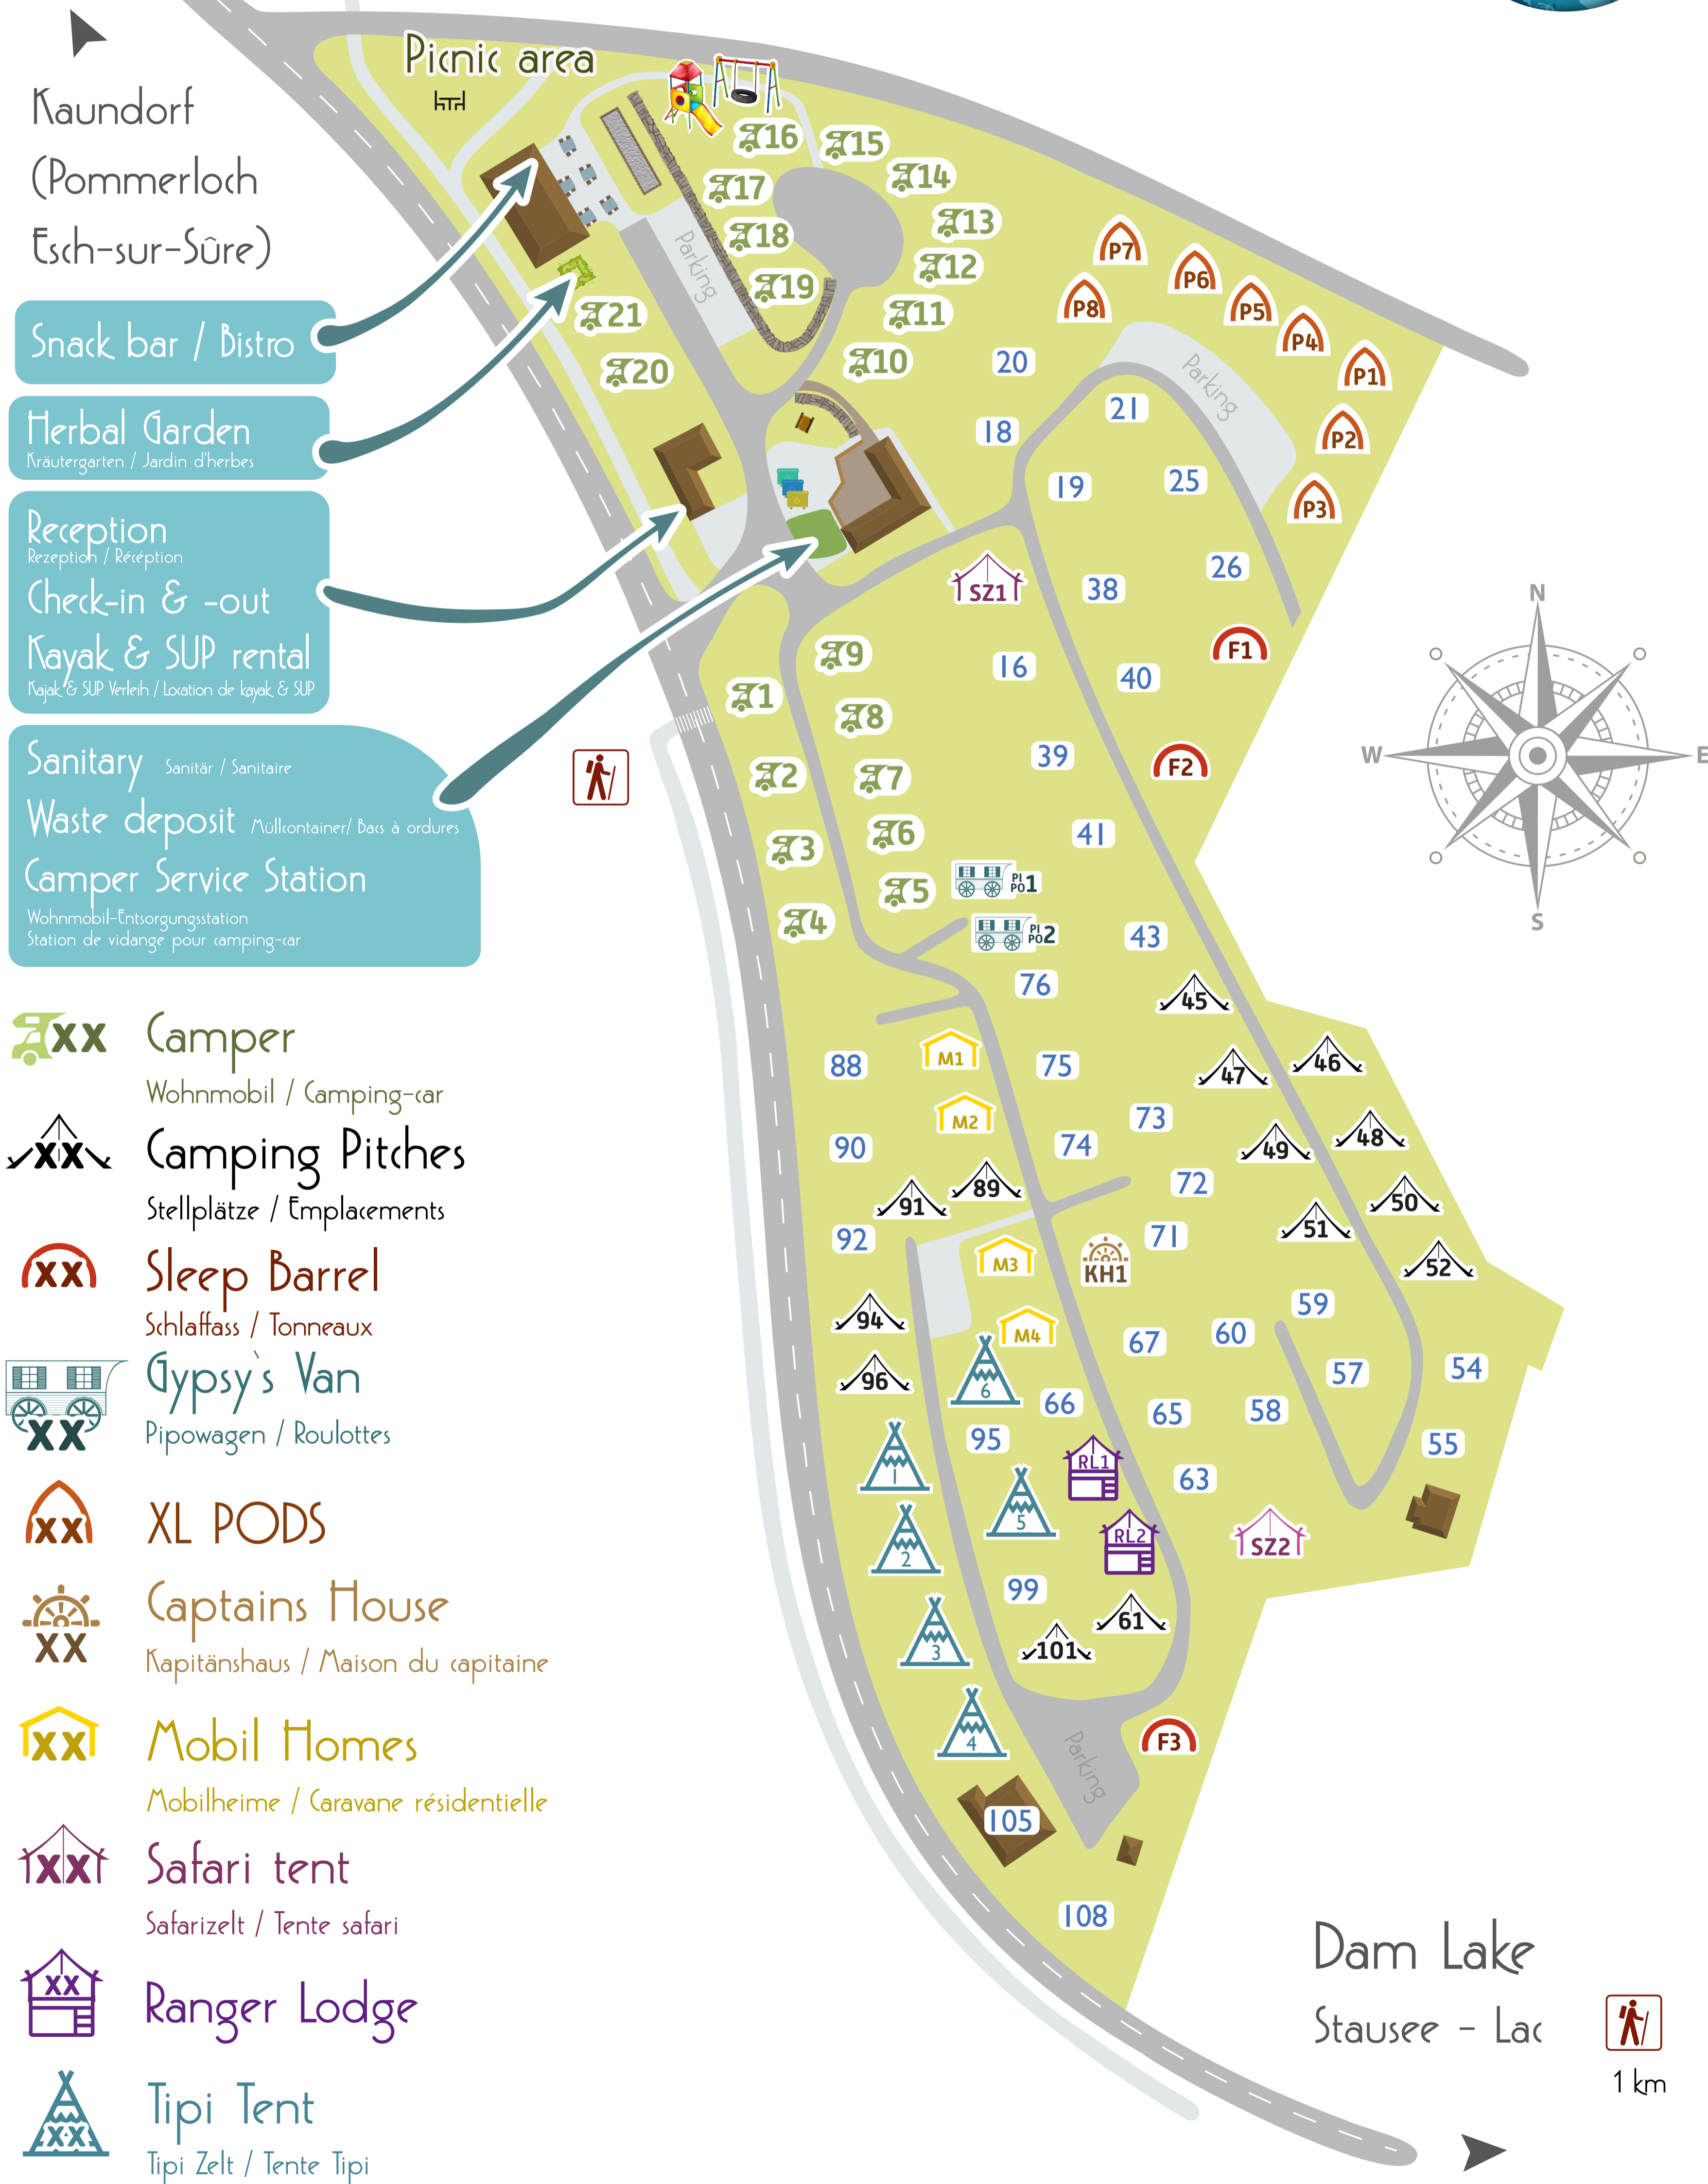 Kaundorf
(Pommerloch
Esch-sur-Sûre)
Snack bar / Bistro
Herbal Garden
Kräutergarten / Jardin d'herbes
Reception
Rezeption / Réception
Check-in & -out
Kayak & SUP rental
Kajak & SUP Verleih / Location de kayak & SUP
Sanitary Sanitär / Sanitaire
Waste deposit Müllcontainer/ Bacs à ordures
Camper Service Station
Wohnmobil-Entsorgungsstation
Station de vidange pour camping-car
xx Camper
Wohnmobil / Camping-car
xx Camping Pitches
Stellplätze / Emplacements
xx Sleep Barrel
Schlaffass / Tonneaux
Gypsy`s Van
xx Pipowagen / Roulottes
xx XL PODS
Captains House
xx Kapitänshaus / Maison du capitaine
xx Mobil Homes
Mobilheime / Caravane résidentielle
xx Safari tent
Safarizelt / Tente safari
xx Ranger Lodge
Tipi Tent
xx Tipi Zelt / Tente Tipi
Picnic area
16
15
14
17
13
18
12
19
11
21
10
20
Parking
P7
P6
P8
P5
P4
P1
P2
P3
Parking
20
21
18
19
25
26
SZ1
38
F1
16
40
39
F2
41
43
9
1
8
2
7
6
3
5
4
PI PO 1
PI PO 2
76
45
88
M1
75
47
46
M2
73
48
90
74
49
89
72
91
50
92
71
51
M3
KH1
52
94
59
M4
60
67
57
54
96
6
66
65
58
95
55
1
RL1
63
5
2
RL2
SZ2
99
61
3
101
4
F3
Parking
105
108
N
W
E
S
Dam Lake
Stausee - Lac
1 km